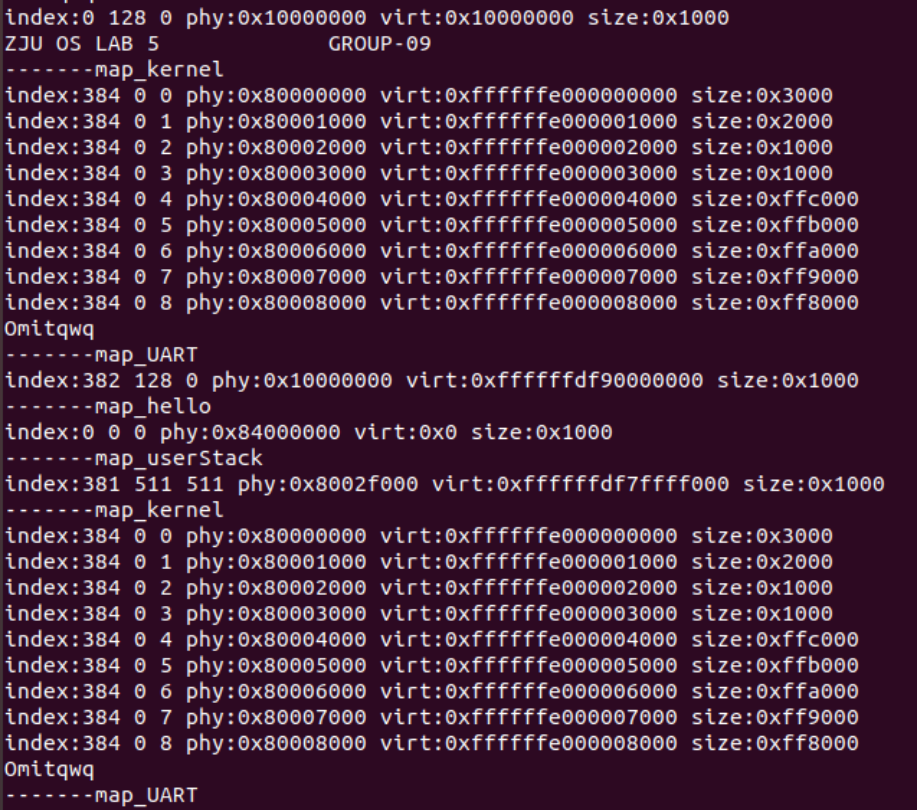 index:0 128 0 phy:0x10000000 virt:0x10000000 size:0x1000
ZJU OS LAB 5 GROUP-09
-------map_kernel
index:384 0 0 phy:0x80000000 virt:0xffffffe000000000 size:0x3000
index:384 0 1 phy:0x80001000 virt:0xffffffe000001000 size:0x2000
index:384 0 2 phy:0x80002000 virt:0xffffffe000002000 size:0x1000
index:384 0 3 phy:0x80003000 virt:0xffffffe000003000 size:0x1000
index:384 0 4 phy:0x80004000 virt:0xffffffe000004000 size:0xffc000
index:384 0 5 phy:0x80005000 virt:0xffffffe000005000 size:0xffb000
index:384 0 6 phy:0x80006000 virt:0xffffffe000006000 size:0xffa000
index:384 0 7 phy:0x80007000 virt:0xffffffe000007000 size:0xff9000
index:384 0 8 phy:0x80008000 virt:0xffffffe000008000 size:0xff8000
Omitqwq
-------map_UART
index:382 128 0 phy:0x10000000 virt:0xffffffdf90000000 size:0x1000
-------map_hello
index:0 0 0 phy:0x84000000 virt:0x0 size:0x1000
-------map_userStack
index:381 511 511 phy:0x8002f000 virt:0xffffffdf7ffff000 size:0x1000
-------map_kernel
index:384 0 0 phy:0x80000000 virt:0xffffffe000000000 size:0x3000
index:384 0 1 phy:0x80001000 virt:0xffffffe000001000 size:0x2000
index:384 0 2 phy:0x80002000 virt:0xffffffe000002000 size:0x1000
index:384 0 3 phy:0x80003000 virt:0xffffffe000003000 size:0x1000
index:384 0 4 phy:0x80004000 virt:0xffffffe000004000 size:0xffc000
index:384 0 5 phy:0x80005000 virt:0xffffffe000005000 size:0xffb000
index:384 0 6 phy:0x80006000 virt:0xffffffe000006000 size:0xffa000
index:384 0 7 phy:0x80007000 virt:0xffffffe000007000 size:0xff9000
index:384 0 8 phy:0x80008000 virt:0xffffffe000008000 size:0xff8000
Omitqwq
-------map_UART